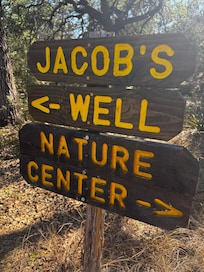 JACOB'S
<- WELL
NATURE
CENTER ->